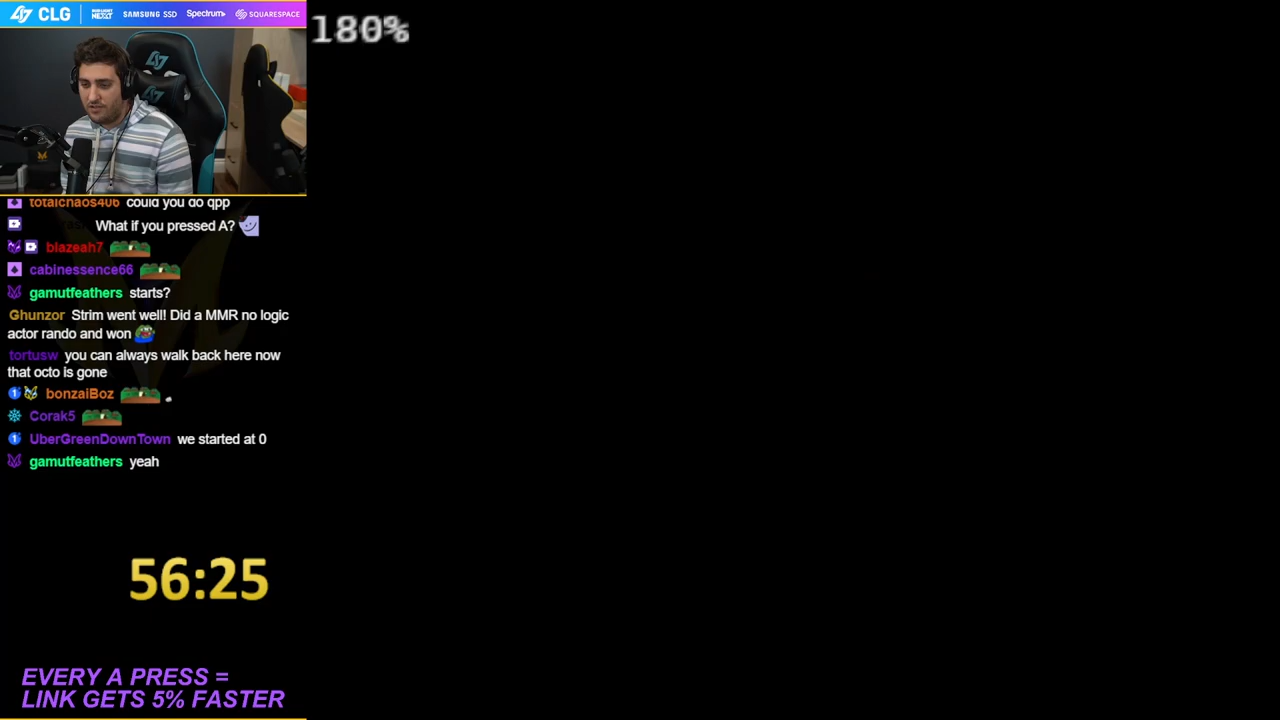 CLG
BUD LIGHT
NEXT
SAMSUNG SSD
Spectrum
SQUARESPACE
180%
totalchaos406 could you do qpp
What if you pressed A?
blazeah7
cabinessence66
gamutfeathers starts?
Ghunzor Strim went well! Did a MMR no logic
actor rando and won
tortusw you can always walk back here now
that octo is gone
bonzaiBoz
Corak5
UberGreenDownTown we started at 0
gamutfeathers yeah
56:25
EVERY A PRESS =
LINK GETS 5% FASTER